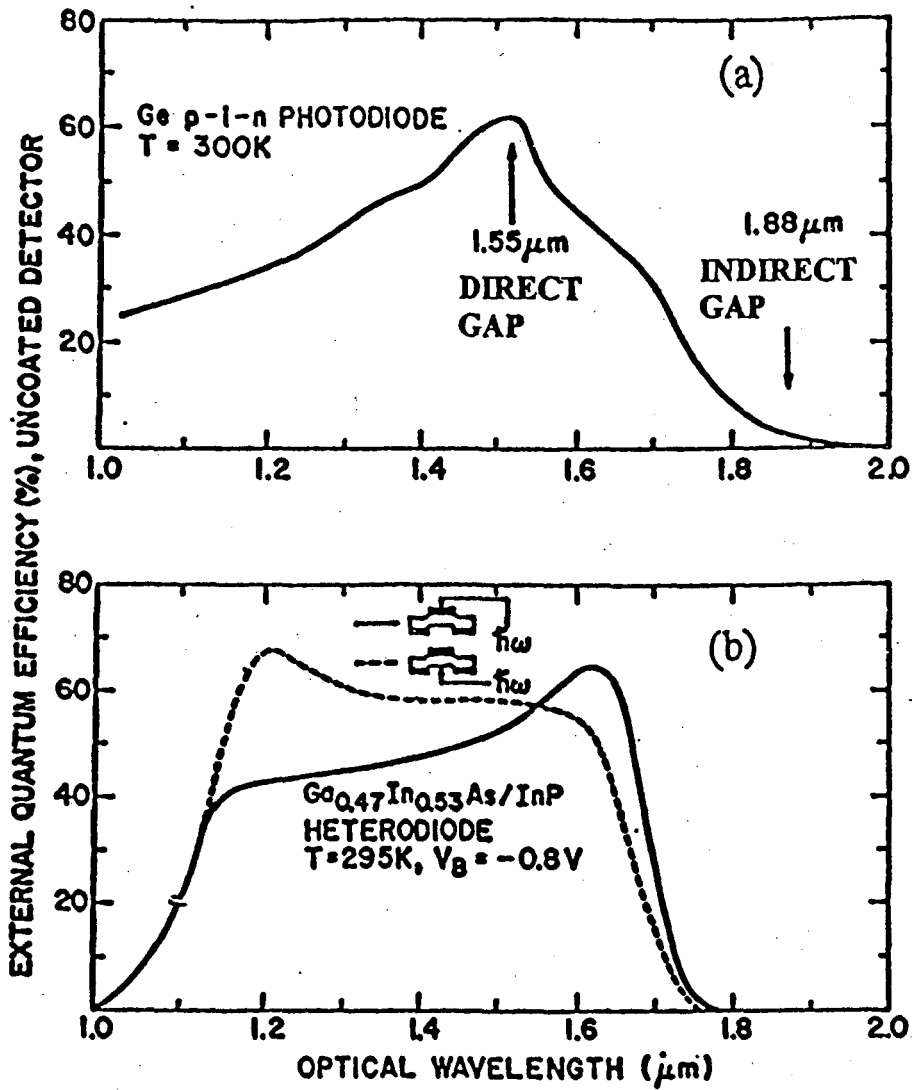 EXTERNAL QUANTUM EFFICIENCY (%), UNCOATED DETECTOR
80
60
40
20
(a)
Ge p-i-n PHOTODIODE
T = 300K
1.55μm
DIRECT
GAP
1.88μm
INDIRECT
GAP
1.0 1.2 1.4 1.6 1.8 2.0
80
60
40
20
(b)
ħω
ħω
Ga0.47In0.53As/InP
HETERODIODE
T=295K, VB = -0.8V
1.0 1.2 1.4 1.6 1.8 2.0
OPTICAL WAVELENGTH (μm)